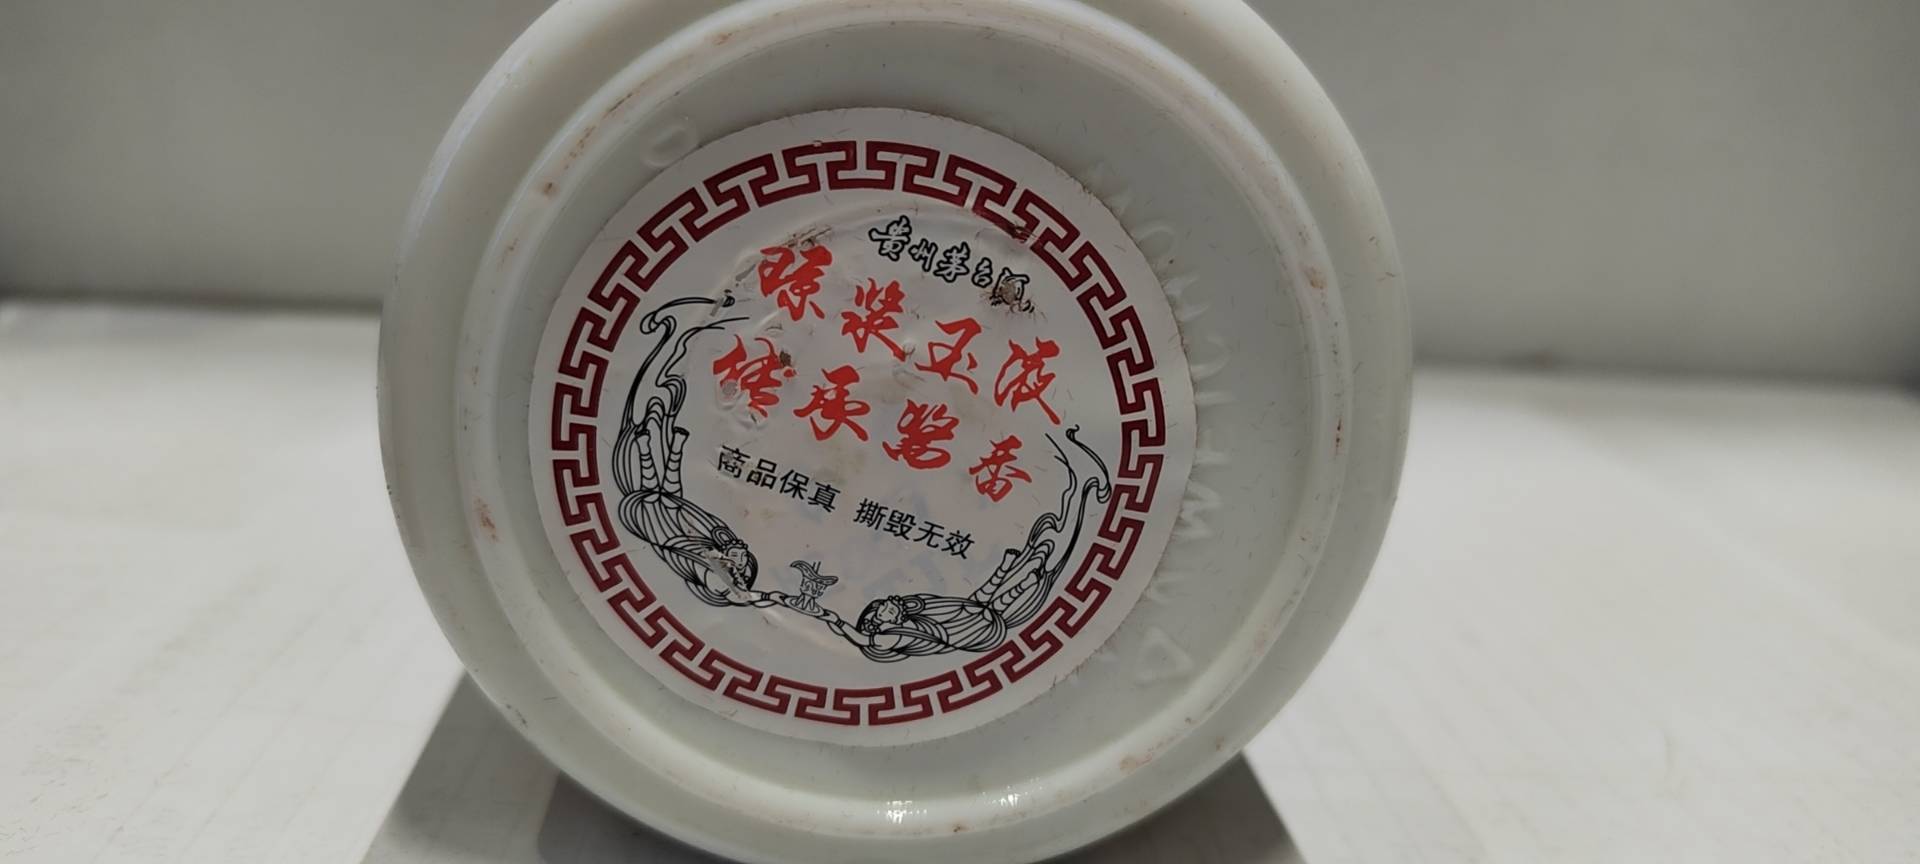 贵州茅台酒
琼浆玉液
传承酱香
商品保真 撕毁无效